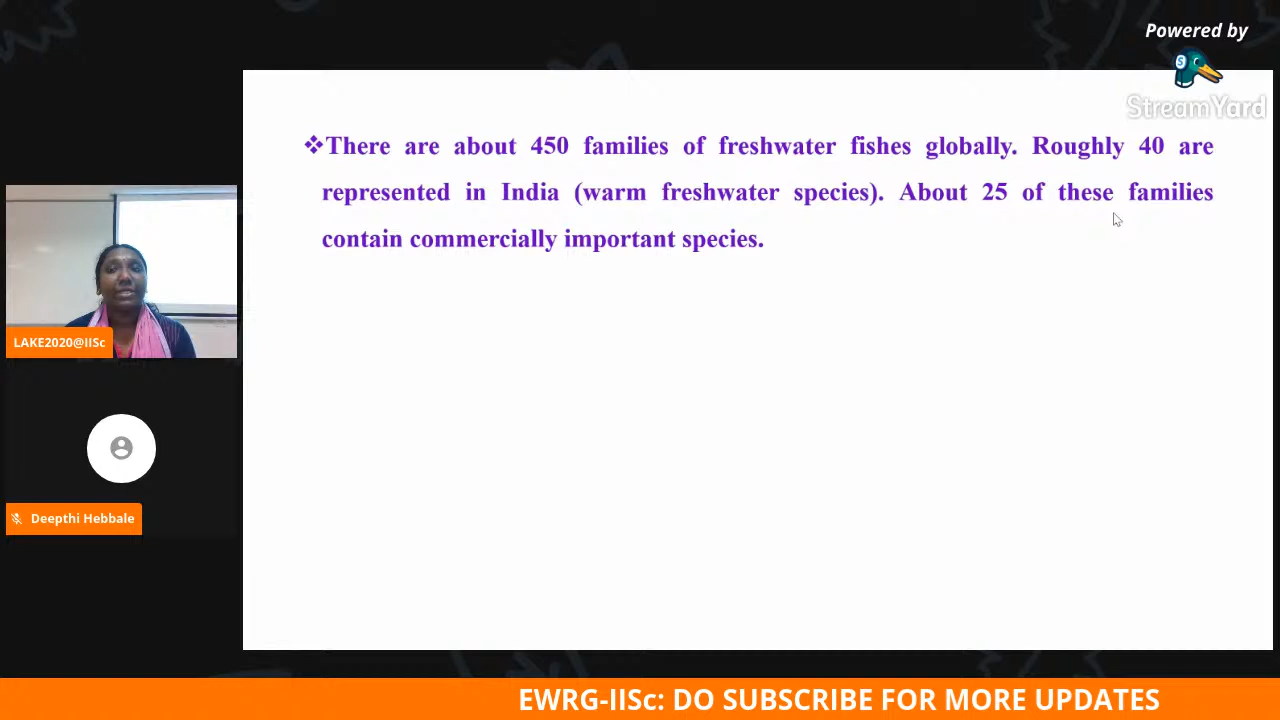 Powered by
S
StreamYard
❖There are about 450 families of freshwater fishes globally. Roughly 40 are
represented in India (warm freshwater species). About 25 of these families
contain commercially important species.
LAKE2020@IISc
Deepthi Hebbale
EWRG-IISc: DO SUBSCRIBE FOR MORE UPDATES